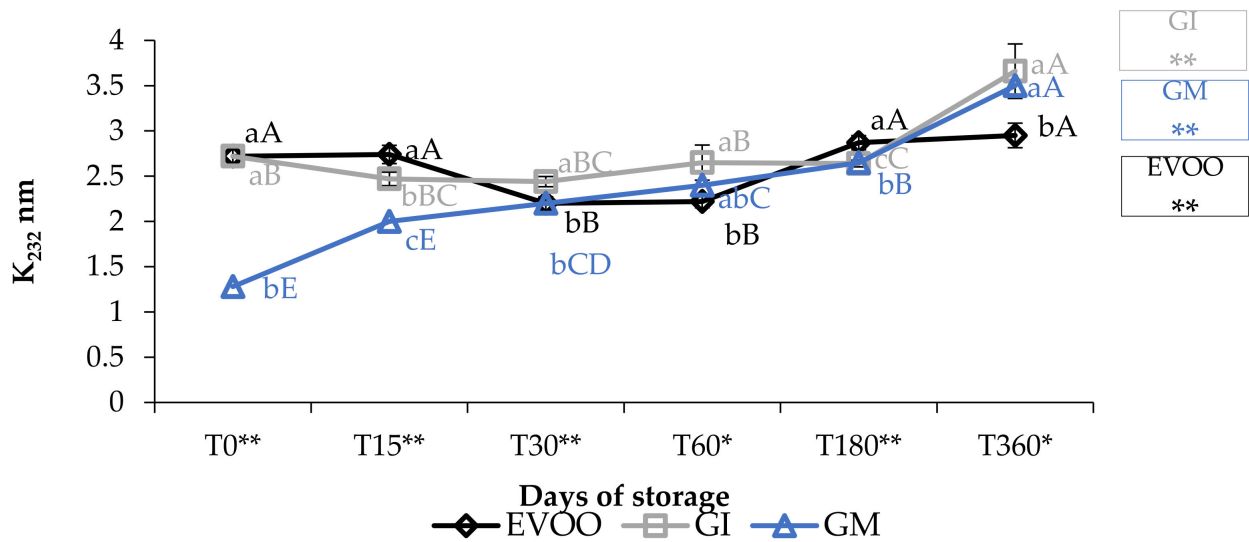 GI
**
GM
**
EVOO
**
K232 nm
4
3.5
3
2.5
2
1.5
1
0.5
0
aA
aB
bE
aA
bBC
cE
aBC
bB
bCD
aB
abC
bB
aA
cC
bB
aA
aA
bA
T0**
T15**
T30**
T60*
T180**
T360*
Days of storage
EVOO
GI
GM